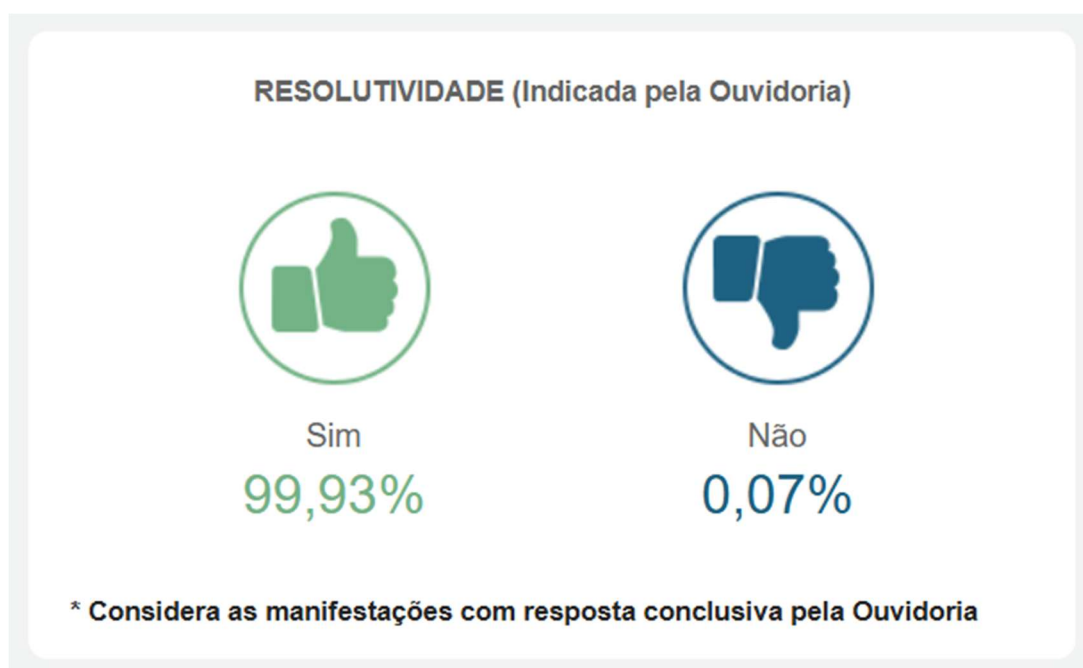 RESOLUTIVIDADE (Indicada pela Ouvidoria)
Sim
Não
99,93%
0,07%
* Considera as manifestações com resposta conclusiva pela Ouvidoria